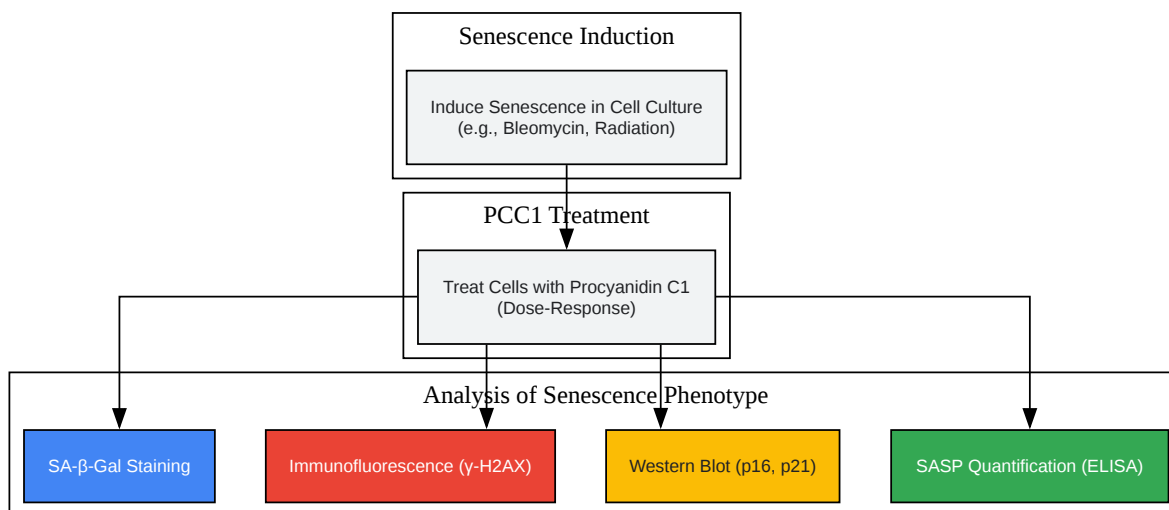 Senescence Induction
Induce Senescence in Cell Culture
(e.g., Bleomycin, Radiation)
PCC1 Treatment
Treat Cells with Procyanidin C1
(Dose-Response)
Analysis of Senescence Phenotype
SA-β-Gal Staining
Immunofluorescence (γ-H2AX)
Western Blot (p16, p21)
SASP Quantification (ELISA)